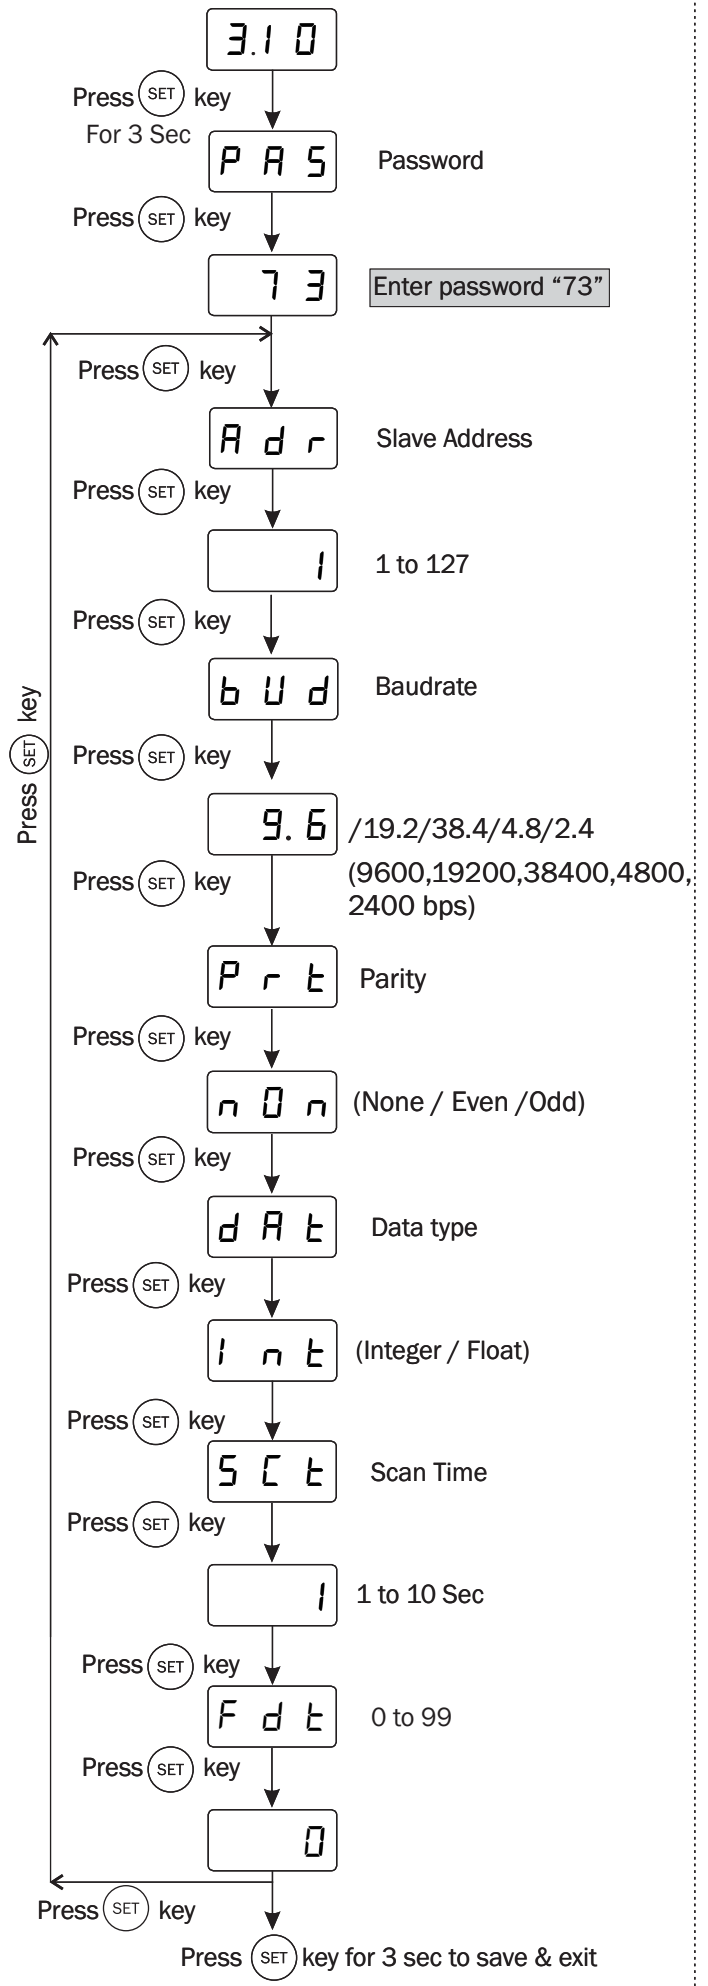 3.10
Press SET key
For 3 Sec
PAS Password
Press SET key
73 Enter password “73”
Press SET key
Adr Slave Address
Press SET key
1 1 to 127
Press SET key
bUd Baudrate
Press SET key
Press SET key
9.6 /19.2/38.4/4.8/2.4
Press SET key (9600,19200,38400,4800,
2400 bps)
Prt Parity
Press SET key
n0n (None / Even /Odd)
Press SET key
dAt Data type
Press SET key
Int (Integer / Float)
Press SET key
SCt Scan Time
Press SET key
1 1 to 10 Sec
Press SET key
Fdt 0 to 99
Press SET key
0
Press SET key
Press SET key for 3 sec to save & exit